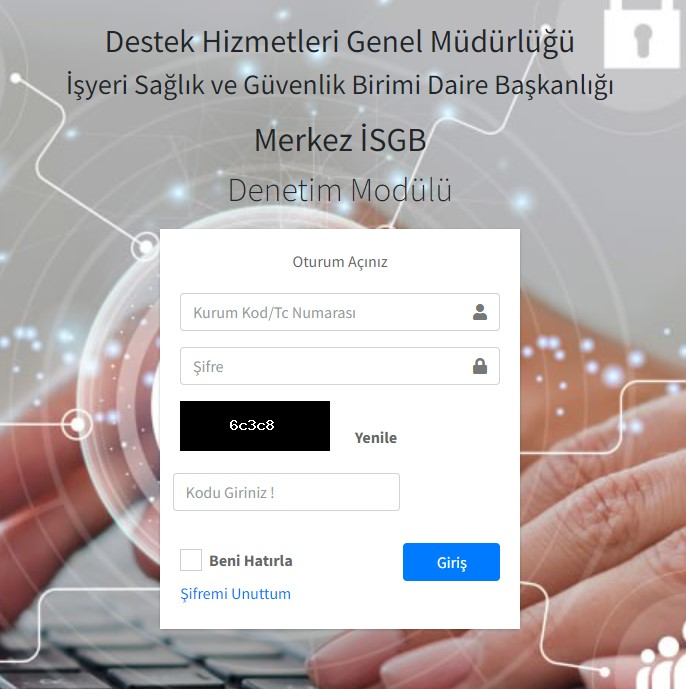 Destek Hizmetleri Genel Müdürlüğü
İşyeri Sağlık ve Güvenlik Birimi Daire Başkanlığı
Merkez İSGB
Denetim Modülü
Oturum Açınız
Kurum Kod/Tc Numarası
Şifre
6c3c8
Yenile
Kodu Giriniz !
Beni Hatırla
Giriş
Şifremi Unuttum